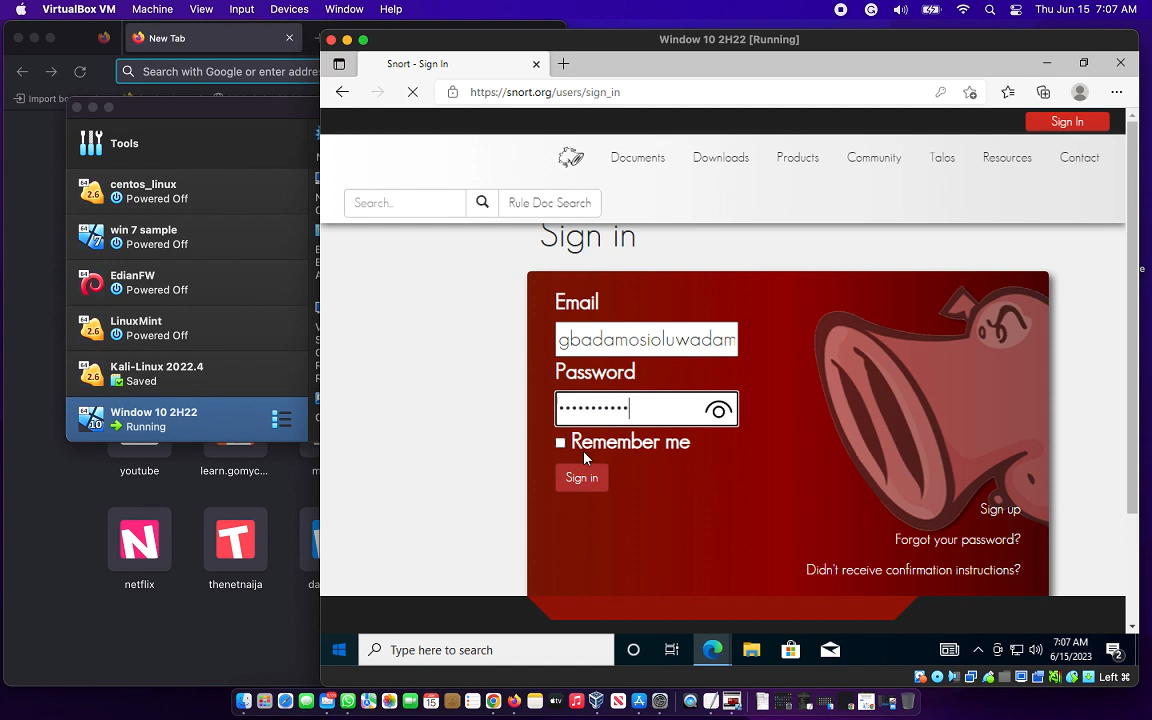 VirtualBox VM Machine View Input Devices Window Help Thu Jun 15 7:07 AM
New Tab
Search with Google or enter addre
Import bo
Tools
centos_linux
Powered Off
win 7 sample
Powered Off
EdianFW
Powered Off
LinuxMint
Powered Off
Kali-Linux 2022.4
Saved
Window 10 2H22
Running
youtube
learn.gomyc...
m
netflix
thenetnaija
da
Window 10 2H22 [Running]
Snort - Sign In
https://snort.org/users/sign_in
Sign In
Documents Downloads Products Community Talos Resources Contact
Search... Rule Doc Search
Sign in
Email
gbadamosioluwadam
Password
•••••••••••
Remember me
Sign in
Sign up
Forgot your password?
Didn't receive confirmation instructions?
Type here to search
7:07 AM
6/15/2023
2
Left ⌘